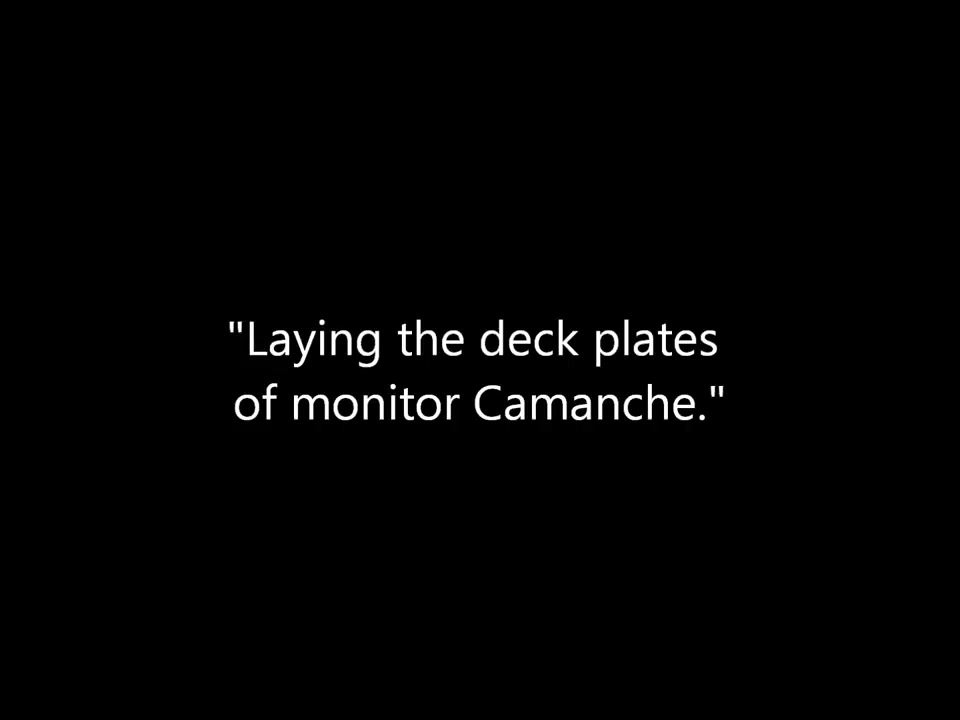 "Laying the deck plates
of monitor Camanche."